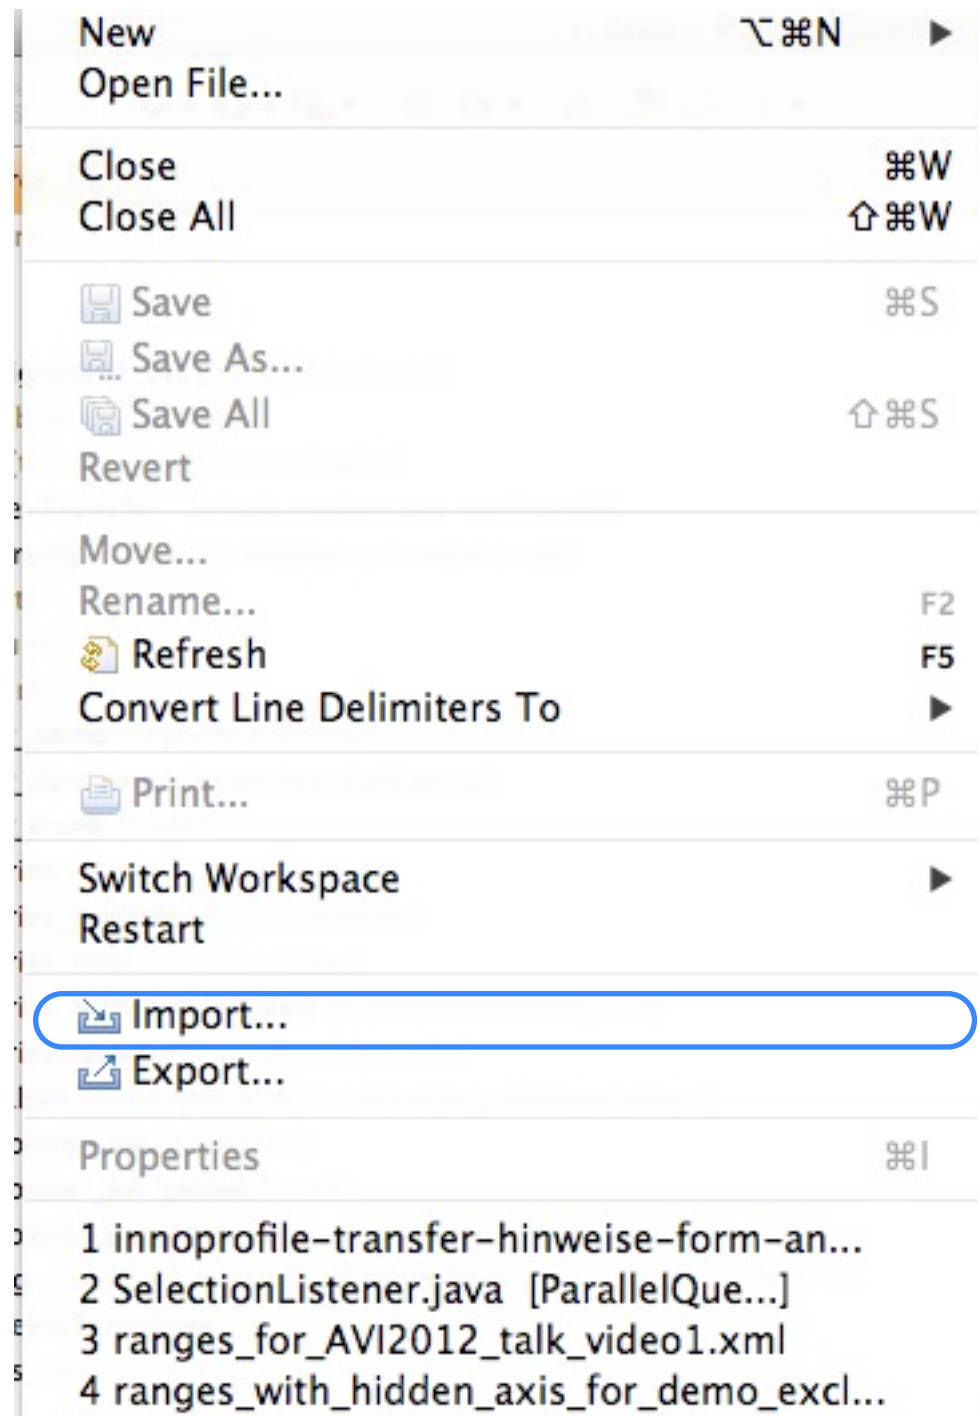 New ⌥⌘N ▶
Open File...
Close ⌘W
Close All ⇧⌘W
Save ⌘S
Save As...
Save All ⇧⌘S
Revert
Move...
Rename... F2
Refresh F5
Convert Line Delimiters To ▶
Print... ⌘P
Switch Workspace ▶
Restart
Import...
Export...
Properties ⌘I
1 innoprofile-transfer-hinweise-form-an...
2 SelectionListener.java [ParallelQue...]
3 ranges_for_AVI2012_talk_video1.xml
4 ranges_with_hidden_axis_for_demo_excl...